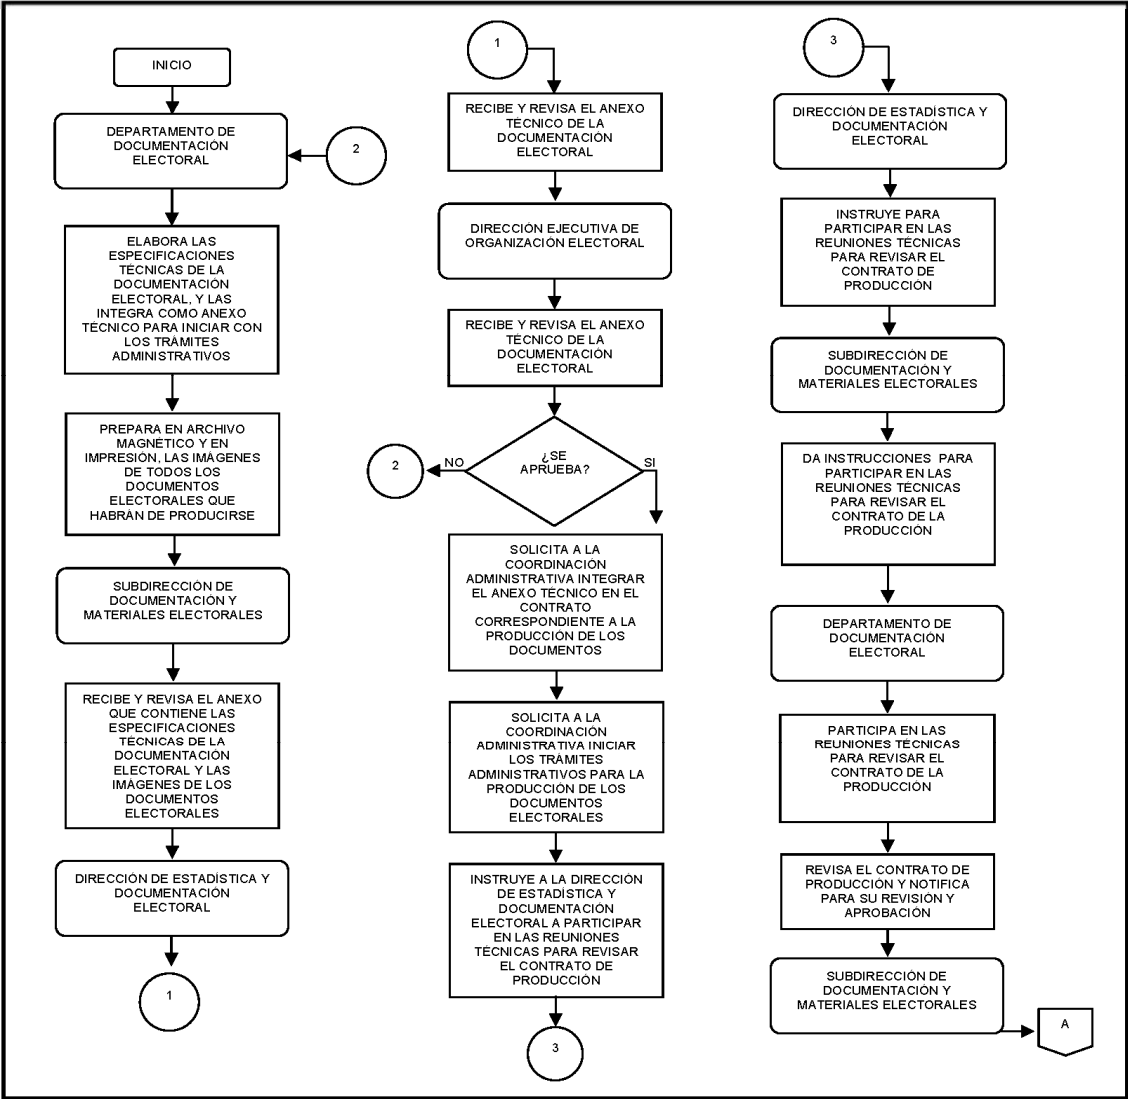 INICIO
DEPARTAMENTO DE
DOCUMENTACIÓN
ELECTORAL
2
ELABORA LAS
ESPECIFICACIONES
TÉCNICAS DE LA
DOCUMENTACIÓN
ELECTORAL, Y LAS
INTEGRA COMO ANEXO
TÉCNICO PARA INICIAR CON
LOS TRÁMITES
ADMINISTRATIVOS
PREPARA EN ARCHIVO
MAGNÉTICO Y EN
IMPRESIÓN, LAS IMÁGENES
DE TODOS LOS
DOCUMENTOS
ELECTORALES QUE
HABRÁN DE PRODUCIRSE
SUBDIRECCIÓN DE
DOCUMENTACIÓN Y
MATERIALES ELECTORALES
RECIBE Y REVISA EL ANEXO
QUE CONTIENE LAS
ESPECIFICACIONES
TÉCNICAS DE LA
DOCUMENTACIÓN
ELECTORAL Y LAS
IMÁGENES DE LOS
DOCUMENTOS
ELECTORALES
DIRECCIÓN DE ESTADÍSTICA Y
DOCUMENTACIÓN
ELECTORAL
1
1
RECIBE Y REVISA EL ANEXO
TÉCNICO DE LA
DOCUMENTACIÓN
ELECTORAL
DIRECCIÓN EJECUTIVA DE
ORGANIZACIÓN ELECTORAL
RECIBE Y REVISA EL ANEXO
TÉCNICO DE LA
DOCUMENTACIÓN
ELECTORAL
¿SE
APRUEBA?
NO
SI
2
SOLICITA A LA
COORDINACIÓN
ADMINISTRATIVA INTEGRAR
EL ANEXO TÉCNICO EN EL
CONTRATO
CORRESPONDIENTE A LA
PRODUCCIÓN DE LOS
DOCUMENTOS
SOLICITA A LA
COORDINACIÓN
ADMINISTRATIVA INICIAR
LOS TRÁMITES
ADMINISTRATIVOS PARA LA
PRODUCCIÓN DE LOS
DOCUMENTOS
ELECTORALES
INSTRUYE A LA DIRECCIÓN
DE ESTADÍSTICA Y
DOCUMENTACIÓN
ELECTORAL A PARTICIPAR
EN LAS REUNIONES
TÉCNICAS PARA REVISAR
EL CONTRATO DE
PRODUCCIÓN
3
3
DIRECCIÓN DE ESTADÍSTICA Y
DOCUMENTACIÓN
ELECTORAL
INSTRUYE PARA
PARTICIPAR EN LAS
REUNIONES TÉCNICAS
PARA REVISAR EL
CONTRATO DE
PRODUCCIÓN
SUBDIRECCIÓN DE
DOCUMENTACIÓN Y
MATERIALES ELECTORALES
DA INSTRUCCIONES PARA
PARTICIPAR EN LAS
REUNIONES TÉCNICAS
PARA REVISAR EL
CONTRATO DE LA
PRODUCCIÓN
DEPARTAMENTO DE
DOCUMENTACIÓN
ELECTORAL
PARTICIPA EN LAS
REUNIONES TÉCNICAS
PARA REVISAR EL
CONTRATO DE LA
PRODUCCIÓN
REVISA EL CONTRATO DE
PRODUCCIÓN Y NOTIFICA
PARA SU REVISIÓN Y
APROBACIÓN
SUBDIRECCIÓN DE
DOCUMENTACIÓN Y
MATERIALES ELECTORALES
A